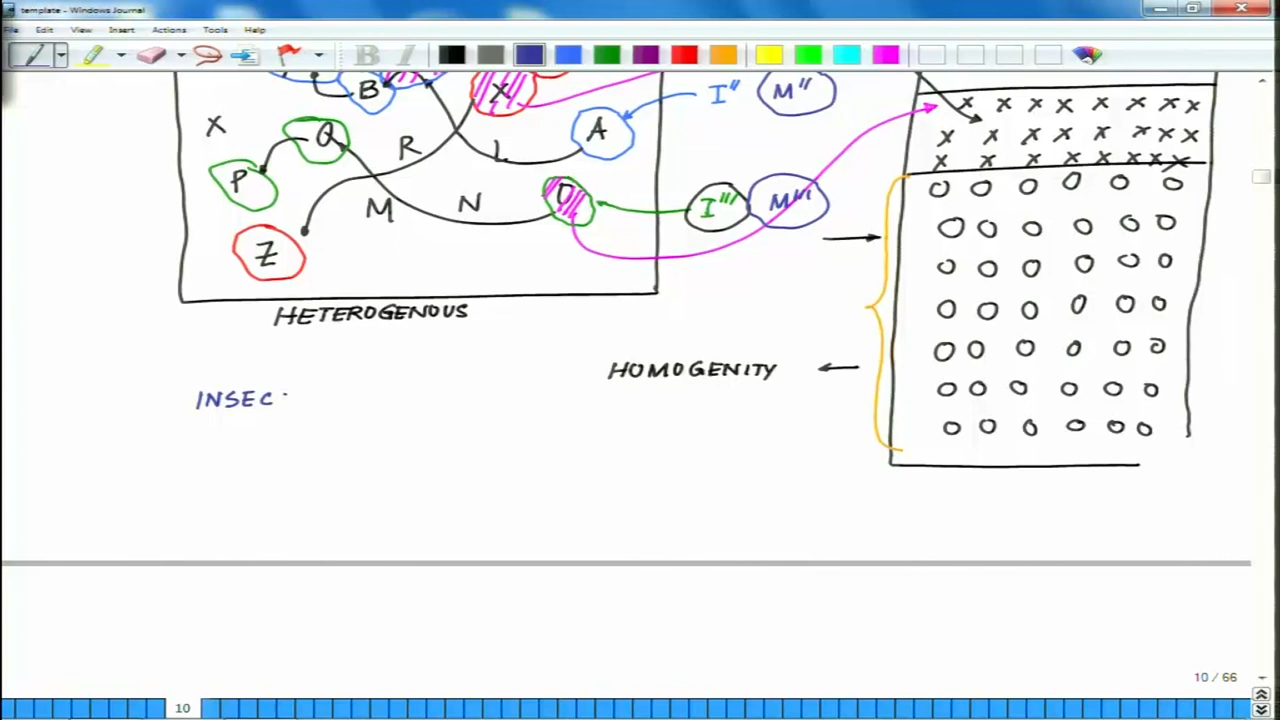 template - Windows Journal
File Edit View Insert Actions Tools Help
B I
B X I" M"
X Q R L A
P M N O I''' M'''
Z
x x x x x x x x
x x x x x x x x
x x x x x x x x x
O O O O O O
O O O O O O
O O O O O O
O O O O O O
O O O O O O
O O O O O O
O O O O O O
HETEROGENOUS
HOMOGENITY
INSEC
10 / 66
10